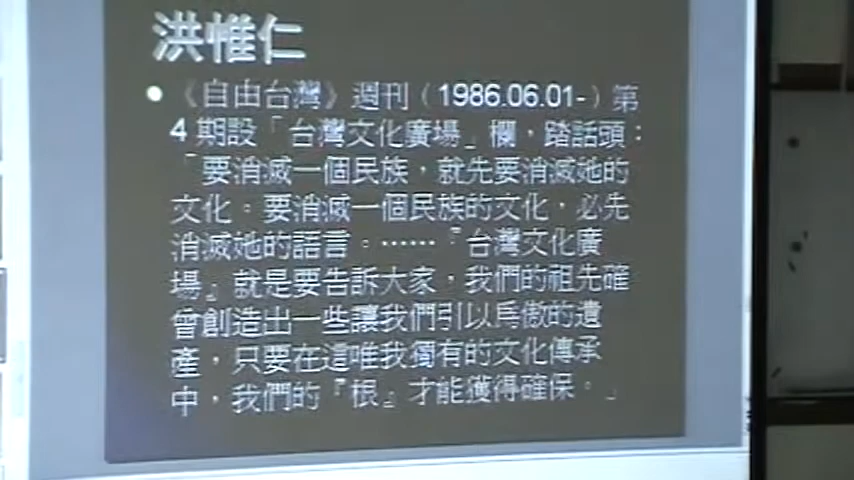 洪惟仁
《自由台灣》週刊（1986.06.01-）第
4 期設「台灣文化廣場」欄，踏話頭：
「要消滅一個民族，就先要消滅她的
文化。要消滅一個民族的文化，必先
消滅她的語言。……『台灣文化廣
場』就是要告訴大家，我們的祖先確
曾創造出一些讓我們引以為傲的遺
產，只要在這唯我獨有的文化傳承
中，我們的『根』才能獲得確保。」